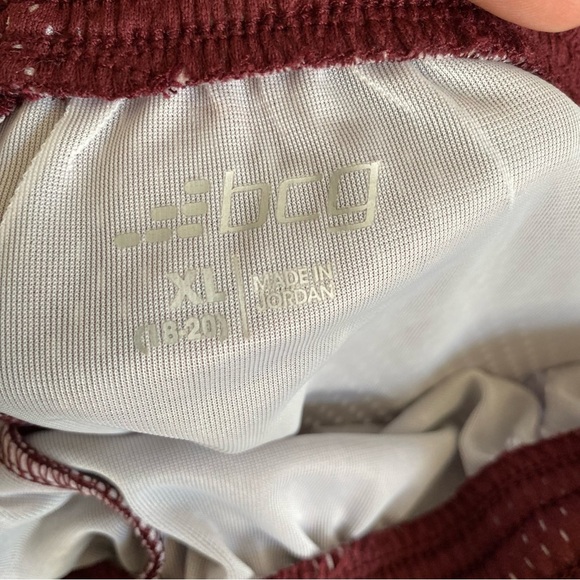 bcg
XL
(18-20)
MADE IN
JORDAN